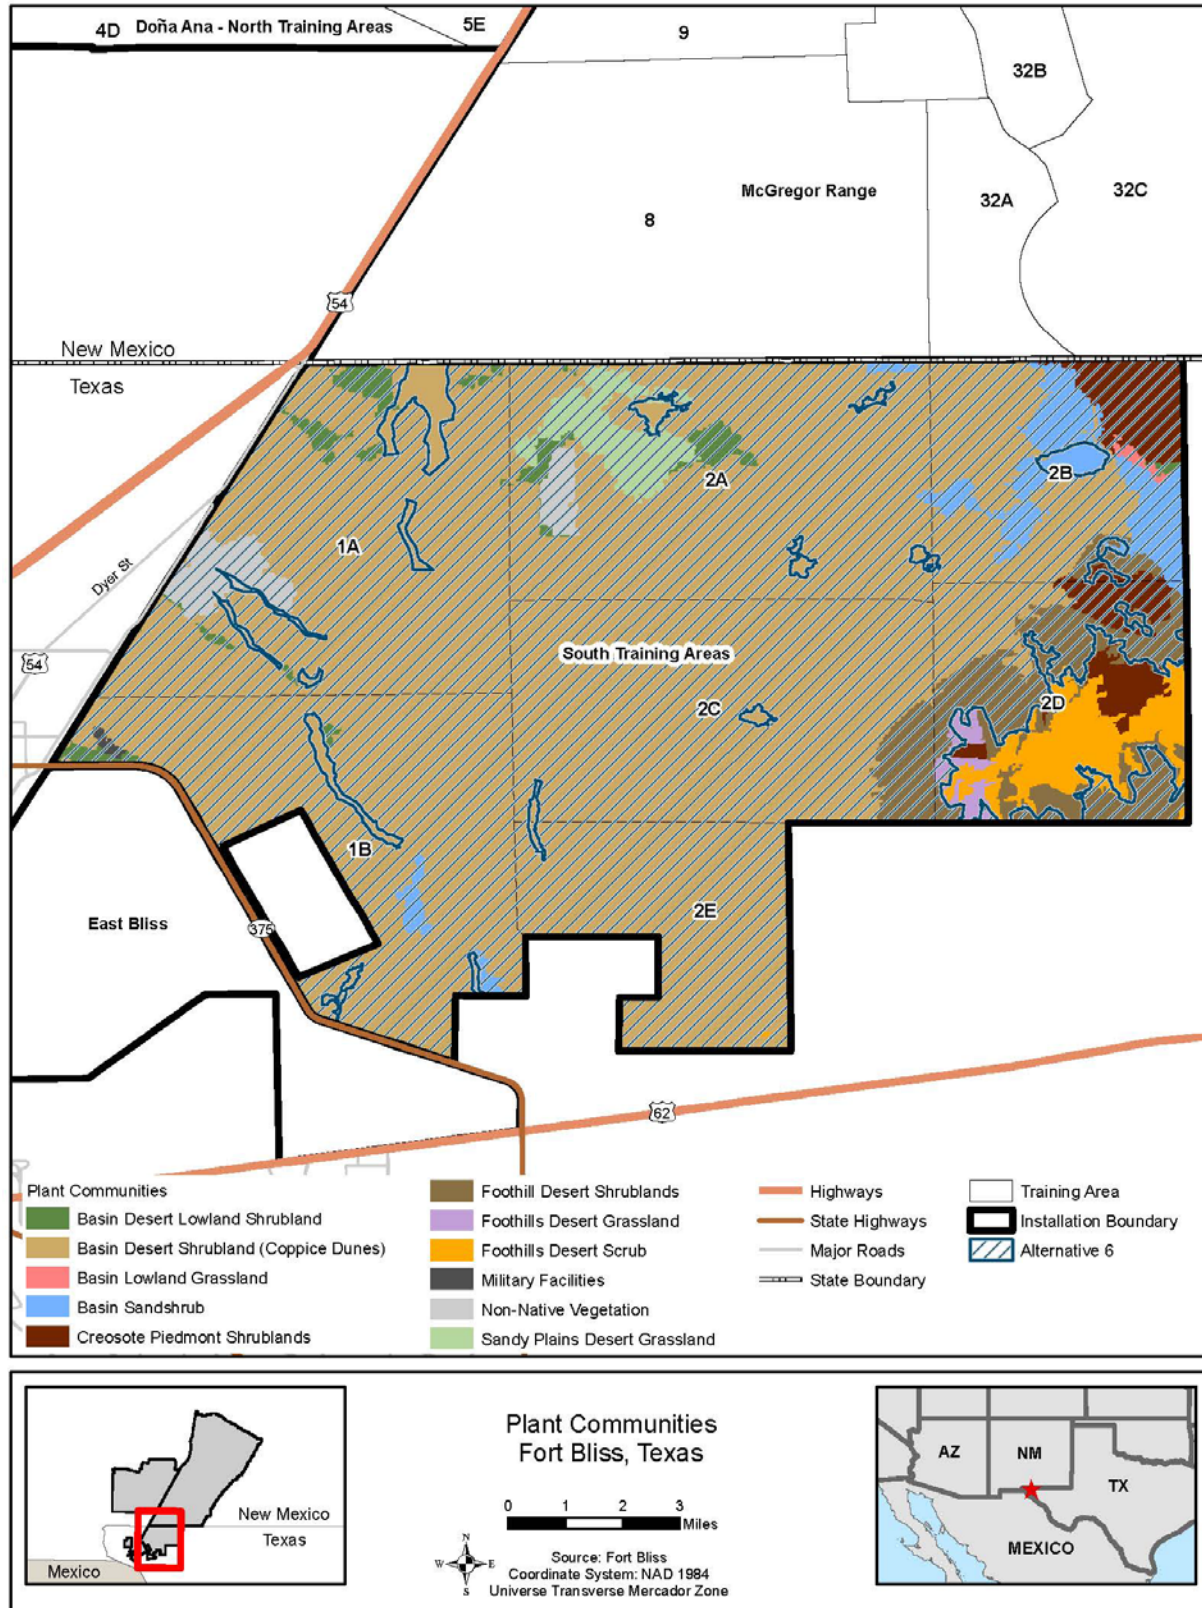 4D
Doña Ana - North Training Areas
5E
9
32B
McGregor Range
32A
32C
8
54
New Mexico
Texas
2A
2B
1A
Dyer St
54
South Training Areas
2C
2D
1B
2E
East Bliss
375
62
Plant Communities
Basin Desert Lowland Shrubland
Basin Desert Shrubland (Coppice Dunes)
Basin Lowland Grassland
Basin Sandshrub
Creosote Piedmont Shrublands
Foothill Desert Shrublands
Foothills Desert Grassland
Foothills Desert Scrub
Military Facilities
Non-Native Vegetation
Sandy Plains Desert Grassland
Highways
State Highways
Major Roads
State Boundary
Training Area
Installation Boundary
Alternative 6
New Mexico
Texas
Mexico
Plant Communities
Fort Bliss, Texas
0 1 2 3
Miles
N
W E
S
Source: Fort Bliss
Coordinate System: NAD 1984
Universe Transverse Mercador Zone
AZ
NM
TX
MEXICO